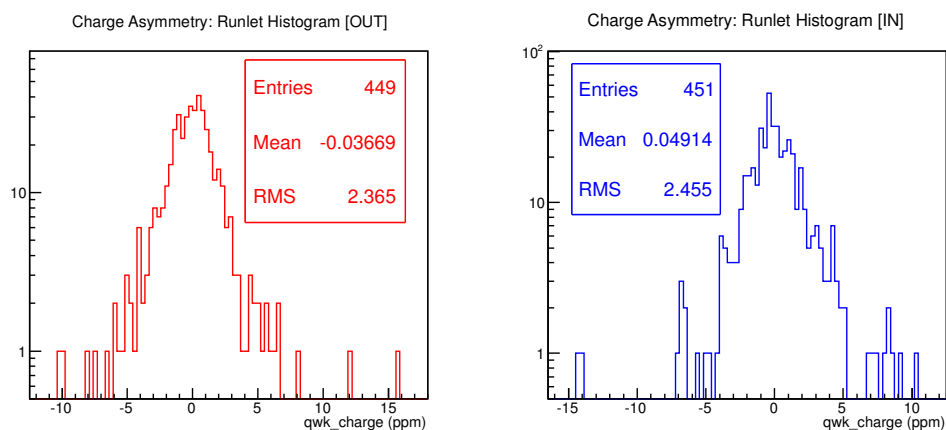 Charge Asymmetry: Runlet Histogram [OUT]
Entries 449
Mean -0.03669
RMS 2.365
10
1
-10 -5 0 5 10 15
qwk_charge (ppm)
Charge Asymmetry: Runlet Histogram [IN]
10²
Entries 451
Mean 0.04914
RMS 2.455
10
1
-15 -10 -5 0 5 10
qwk_charge (ppm)